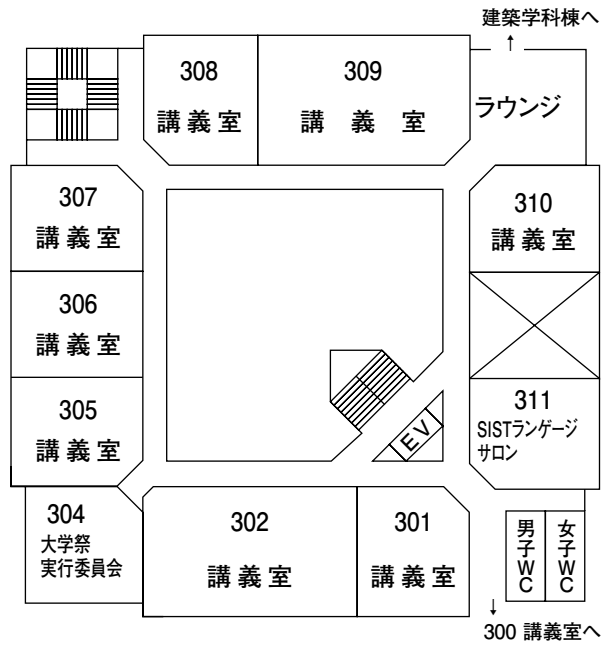 建築学科棟へ
↑
308
講義室
309
講義室
ラウンジ
307
講義室
310
講義室
306
講義室
305
講義室
311
SISTランゲージ
サロン
EV
304
大学祭
実行委員会
302
講義室
301
講義室
男子WC
女子WC
↓
300 講義室へ